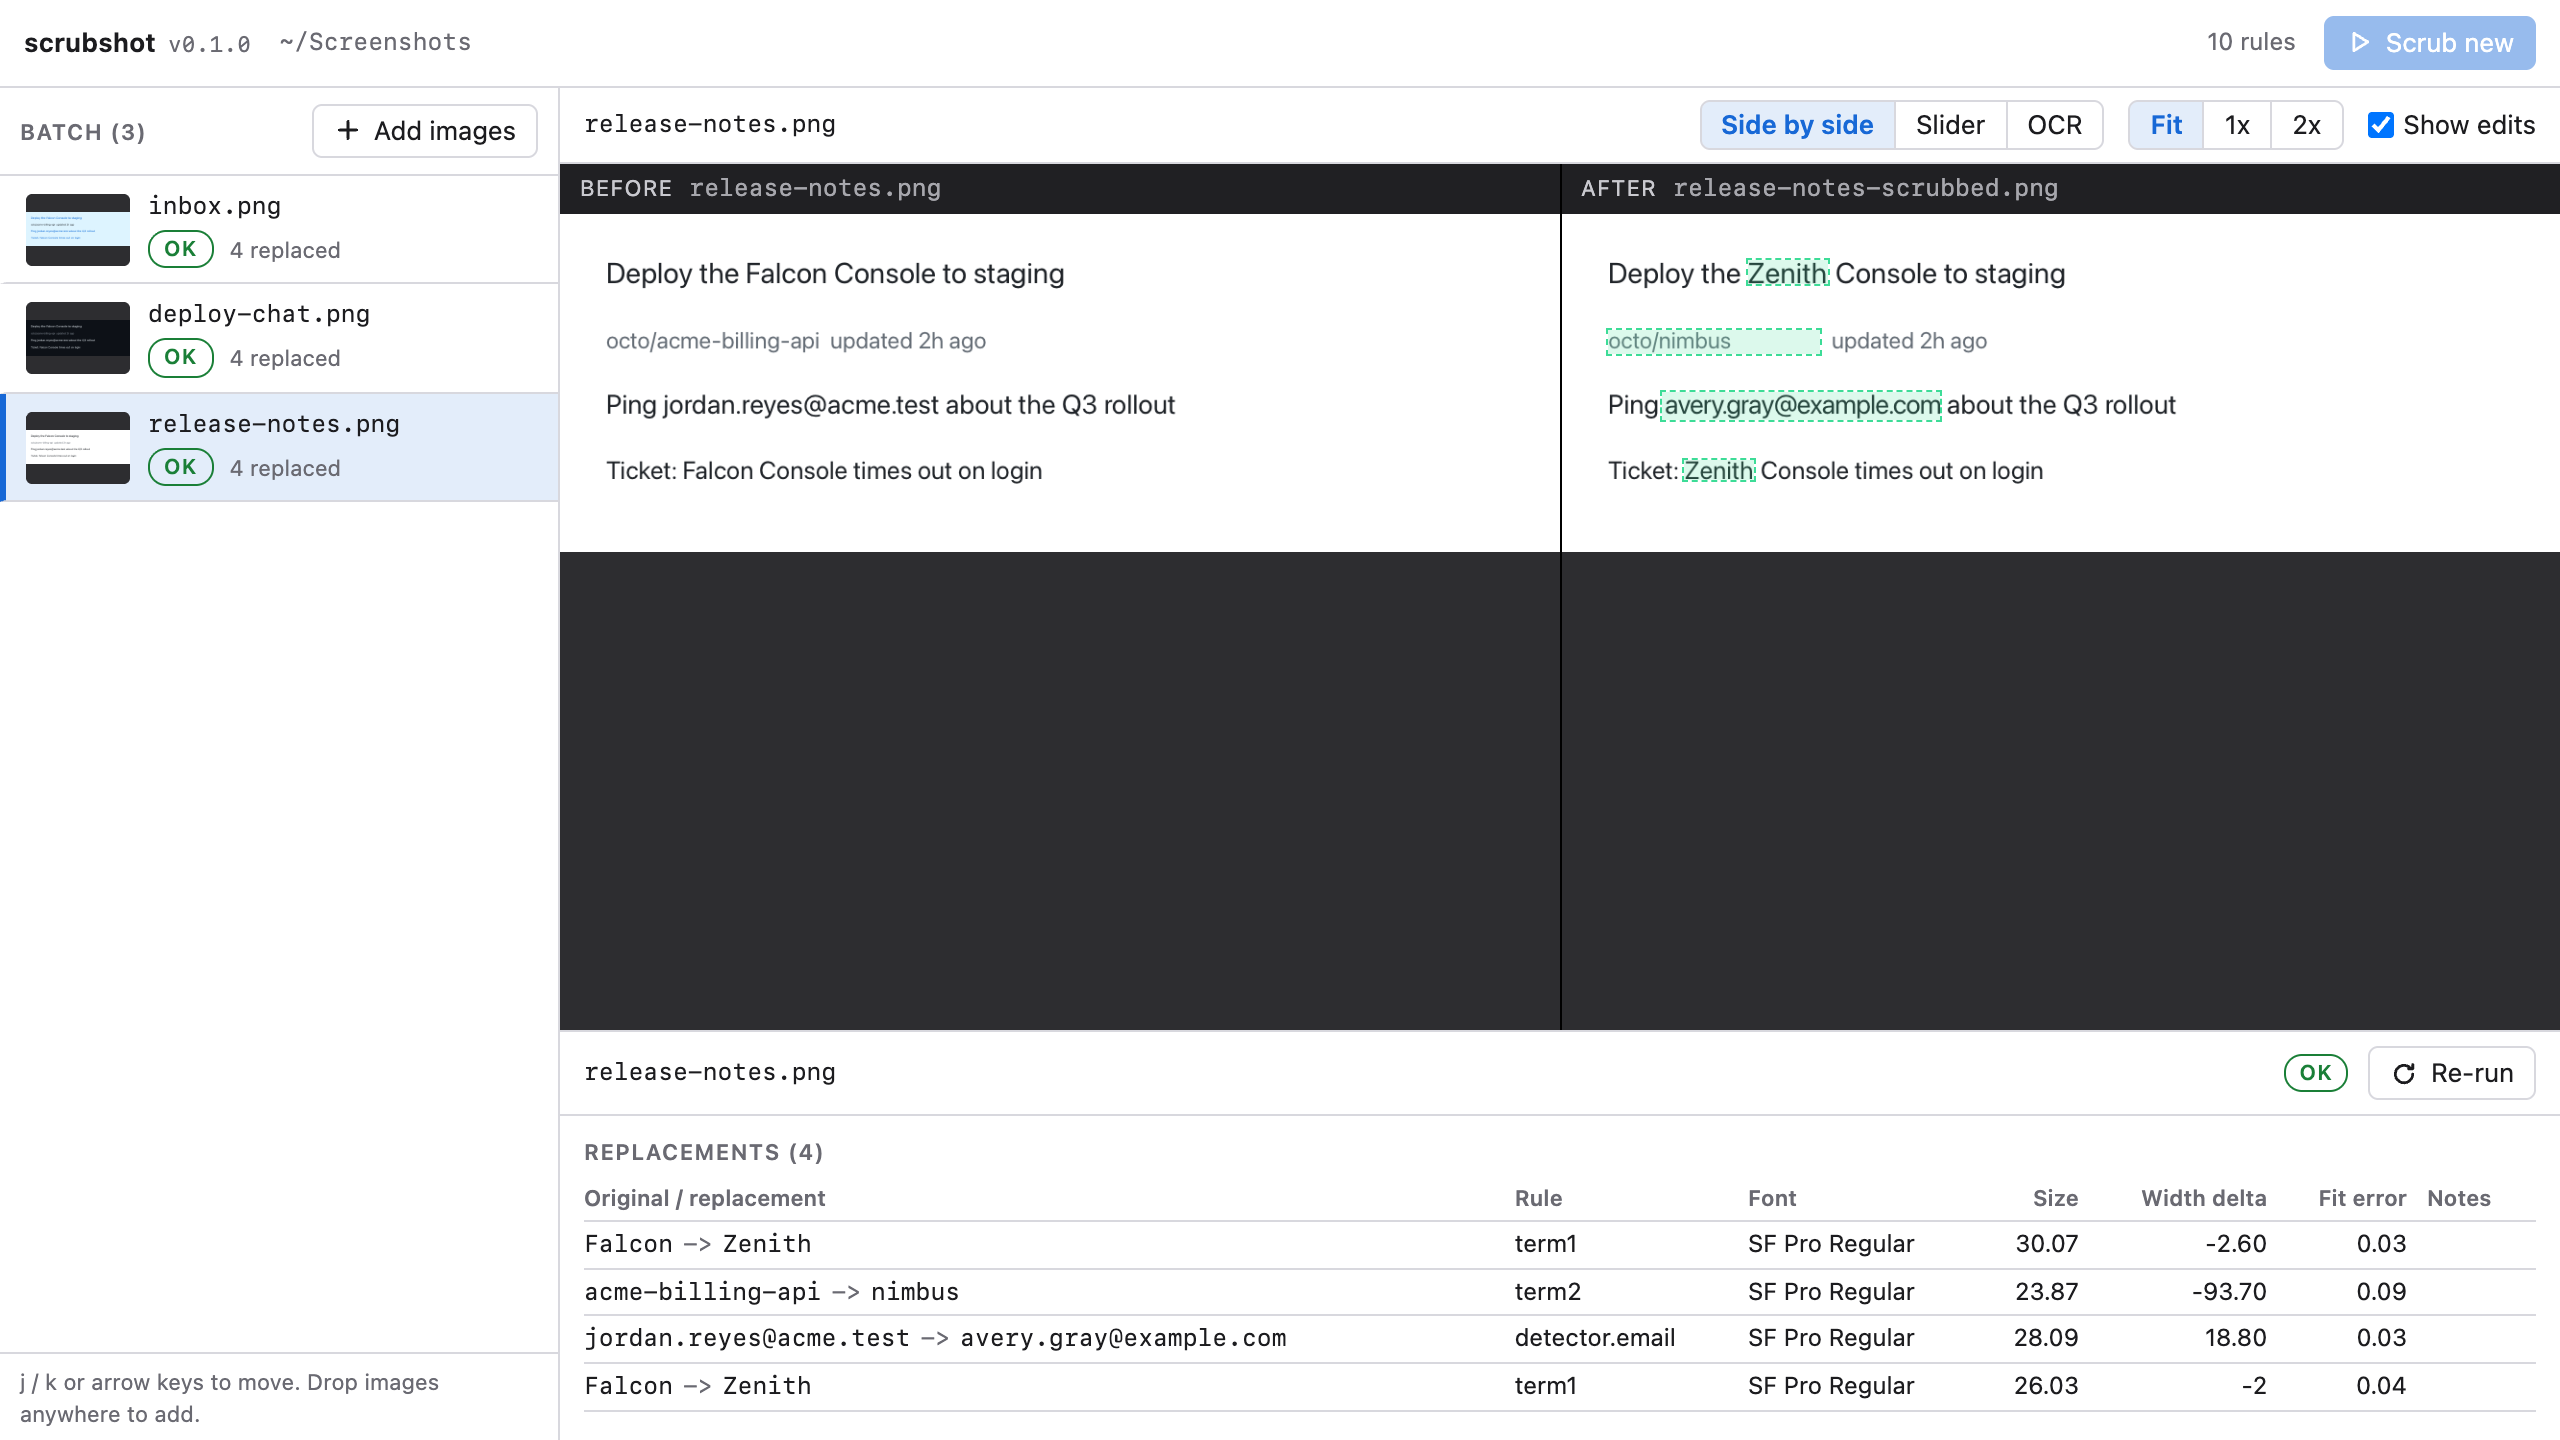 scrubshot v0.1.0 ~/Screenshots
10 rules
Scrub new
BATCH (3)
Add images
inbox.png
OK 4 replaced
deploy-chat.png
OK 4 replaced
release-notes.png
OK 4 replaced
j / k or arrow keys to move. Drop images
anywhere to add.
release-notes.png
Side by side Slider OCR
Fit 1x 2x
Show edits
BEFORE release-notes.png
Deploy the Falcon Console to staging
octo/acme-billing-api updated 2h ago
Ping jordan.reyes@acme.test about the Q3 rollout
Ticket: Falcon Console times out on login
AFTER release-notes-scrubbed.png
Deploy the Zenith Console to staging
octo/nimbus updated 2h ago
Ping avery.gray@example.com about the Q3 rollout
Ticket: Zenith Console times out on login
release-notes.png
OK
Re-run
REPLACEMENTS (4)
Original / replacement Rule Font Size Width delta Fit error Notes
Falcon -> Zenith term1 SF Pro Regular 30.07 -2.60 0.03
acme-billing-api -> nimbus term2 SF Pro Regular 23.87 -93.70 0.09
jordan.reyes@acme.test -> avery.gray@example.com detector.email SF Pro Regular 28.09 18.80 0.03
Falcon -> Zenith term1 SF Pro Regular 26.03 -2 0.04